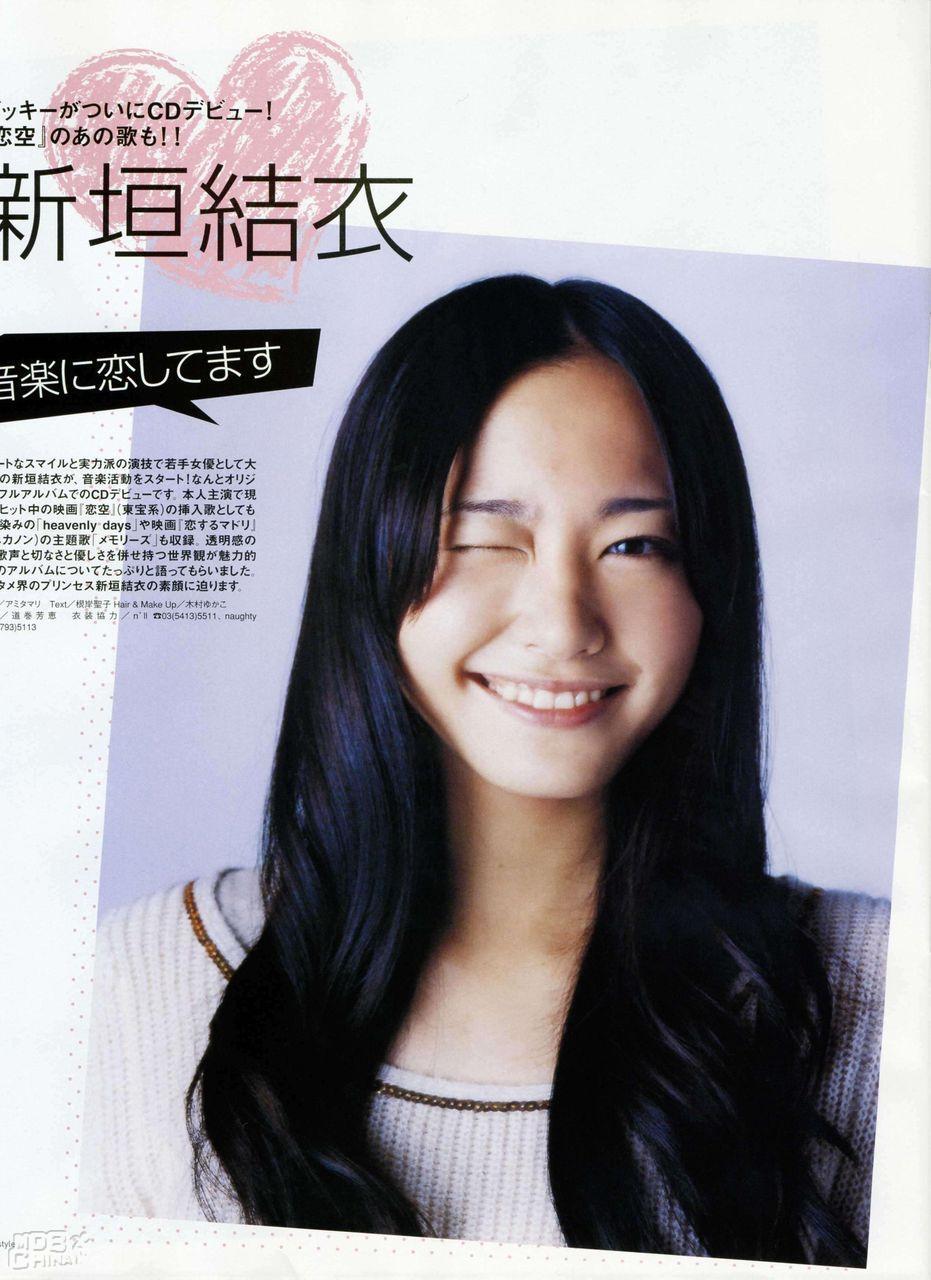 ッキーがついにCDデビュー!
恋空』のあの歌も!!
新垣結衣
音楽に恋してます
ートなスマイルと実力派の演技で若手女優として大
の新垣結衣が、音楽活動をスタート!なんとオリジ
フルアルバムでのCDデビューです。本人主演で現
ヒット中の映画『恋空』(東宝系)の挿入歌としても
染みの「heavenly days」や映画『恋するマドリ』
ェカノン)の主題歌「メモリーズ」も収録。透明感の
歌声と切なさと優しさを併せ持つ世界観が魅力的
のアルバムについてたっぷりと語ってもらいました。
タメ界のプリンセス新垣結衣の素顔に迫ります。
/アミタマリ Text/根岸聖子 Hair & Make Up/木村ゆかこ
/道巻芳恵 衣装協力/n'll ☎03(5413)5511、naughty
793)5113
style
MDB
CHINA